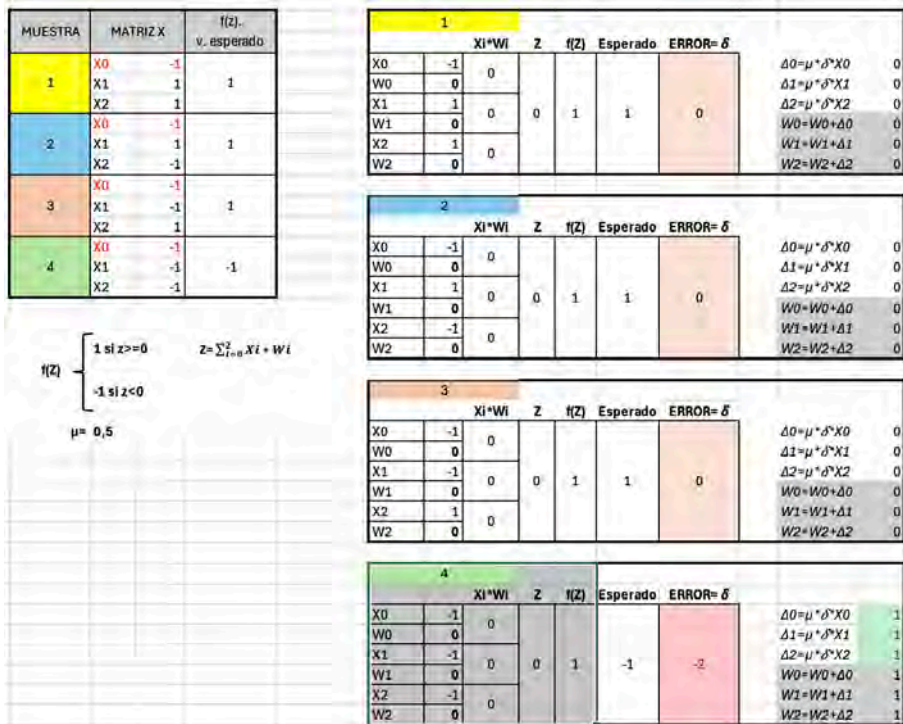 MUESTRA MATRIZ X f(z). v. esperado
1 X0 -1 1
X1 1
X2 1
2 X0 -1 1
X1 1
X2 -1
3 X0 -1 1
X1 -1
X2 1
4 X0 -1 -1
X1 -1
X2 -1
f(Z)
1 si z>=0
-1 si z<0
Z= ∑²ᵢ₌₀ Xi * Wi
μ= 0,5
1
Xi*Wi Z f(Z) Esperado ERROR= δ
X0 -1 0 Δ0=μ*δ*X0 0
W0 0 Δ1=μ*δ*X1 0
X1 1 0 0 1 1 0 Δ2=μ*δ*X2 0
W1 0 W0=W0+Δ0 0
X2 1 0 W1=W1+Δ1 0
W2 0 W2=W2+Δ2 0
2
Xi*Wi Z f(Z) Esperado ERROR= δ
X0 -1 0 Δ0=μ*δ*X0 0
W0 0 Δ1=μ*δ*X1 0
X1 1 0 0 1 1 0 Δ2=μ*δ*X2 0
W1 0 W0=W0+Δ0 0
X2 -1 0 W1=W1+Δ1 0
W2 0 W2=W2+Δ2 0
3
Xi*Wi Z f(Z) Esperado ERROR= δ
X0 -1 0 Δ0=μ*δ*X0 0
W0 0 Δ1=μ*δ*X1 0
X1 -1 0 0 1 1 0 Δ2=μ*δ*X2 0
W1 0 W0=W0+Δ0 0
X2 1 0 W1=W1+Δ1 0
W2 0 W2=W2+Δ2 0
4
Xi*Wi Z f(Z) Esperado ERROR= δ
X0 -1 0 Δ0=μ*δ*X0 1
W0 0 Δ1=μ*δ*X1 1
X1 -1 0 0 1 -1 -2 Δ2=μ*δ*X2 1
W1 0 W0=W0+Δ0 1
X2 -1 0 W1=W1+Δ1 1
W2 0 W2=W2+Δ2 1